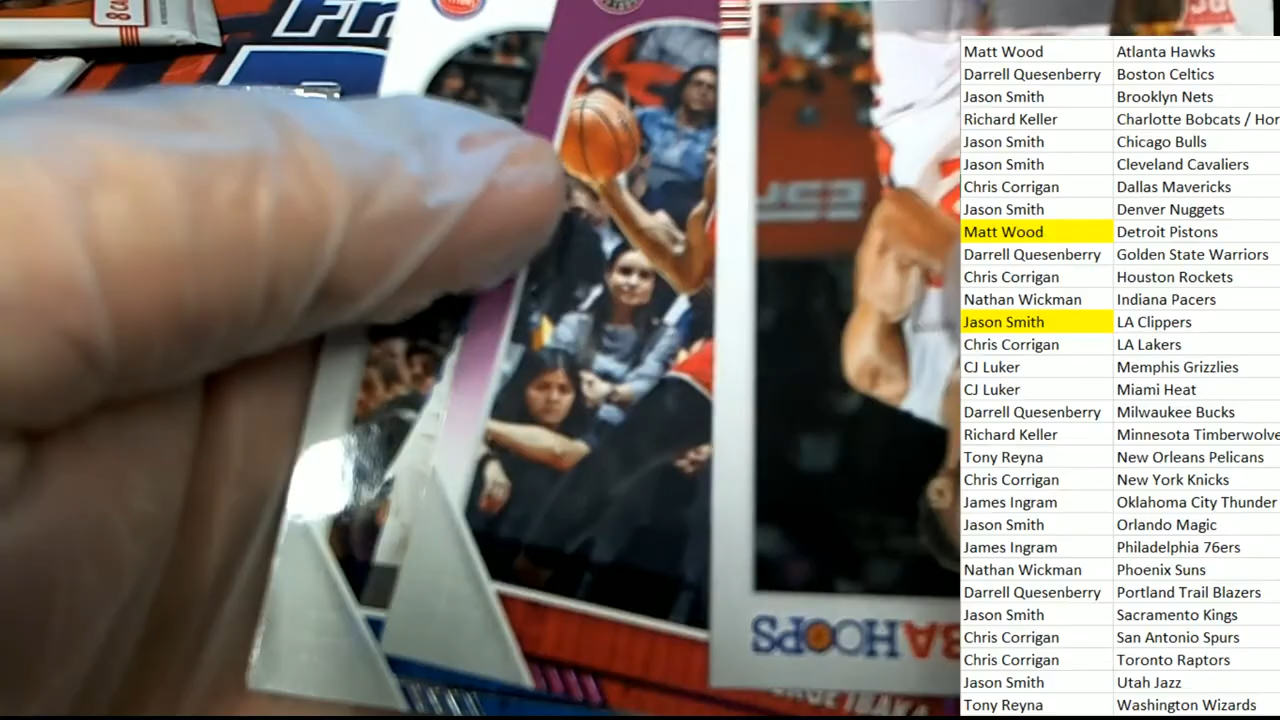 Matt Wood Atlanta Hawks
Darrell Quesenberry Boston Celtics
Jason Smith Brooklyn Nets
Richard Keller Charlotte Bobcats / Hor
Jason Smith Chicago Bulls
Jason Smith Cleveland Cavaliers
Chris Corrigan Dallas Mavericks
Jason Smith Denver Nuggets
Matt Wood Detroit Pistons
Darrell Quesenberry Golden State Warriors
Chris Corrigan Houston Rockets
Nathan Wickman Indiana Pacers
Jason Smith LA Clippers
Chris Corrigan LA Lakers
CJ Luker Memphis Grizzlies
CJ Luker Miami Heat
Darrell Quesenberry Milwaukee Bucks
Richard Keller Minnesota Timberwolve
Tony Reyna New Orleans Pelicans
Chris Corrigan New York Knicks
James Ingram Oklahoma City Thunder
Jason Smith Orlando Magic
James Ingram Philadelphia 76ers
Nathan Wickman Phoenix Suns
Darrell Quesenberry Portland Trail Blazers
Jason Smith Sacramento Kings
Chris Corrigan San Antonio Spurs
Chris Corrigan Toronto Raptors
Jason Smith Utah Jazz
Tony Reyna Washington Wizards
Fr
BA HOOPS
IBAKA